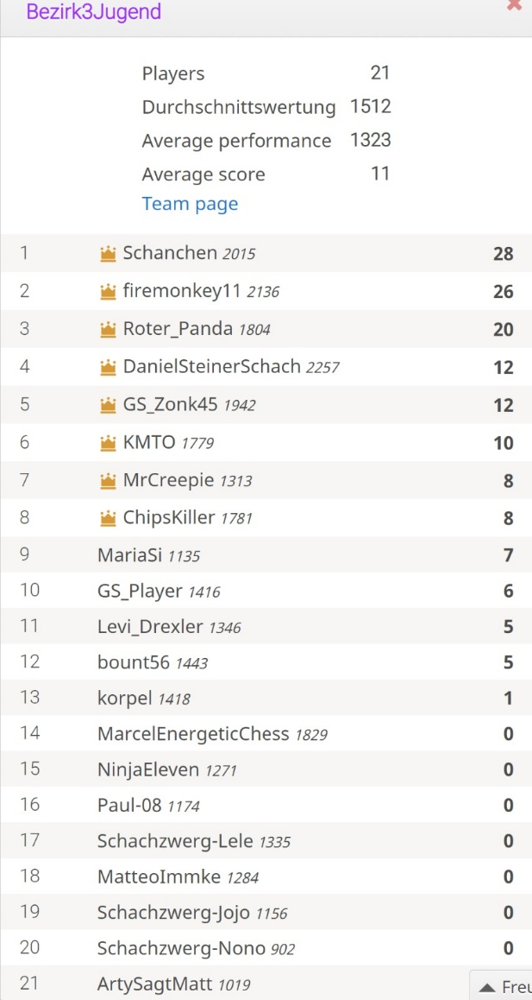 Bezirk3Jugend
Players 21
Durchschnittswertung 1512
Average performance 1323
Average score 11
Team page
1 Schanchen 2015 28
2 firemonkey11 2136 26
3 Roter_Panda 1804 20
4 DanielSteinerSchach 2257 12
5 GS_Zonk45 1942 12
6 KMTO 1779 10
7 MrCreepie 1313 8
8 ChipsKiller 1781 8
9 MariaSi 1135 7
10 GS_Player 1416 6
11 Levi_Drexler 1346 5
12 bount56 1443 5
13 korpel 1418 1
14 MarcelEnergeticChess 1829 0
15 NinjaEleven 1271 0
16 Paul-08 1174 0
17 Schachzwerg-Lele 1335 0
18 MatteoImmke 1284 0
19 Schachzwerg-Jojo 1156 0
20 Schachzwerg-Nono 902 0
21 ArtySagtMatt 1019